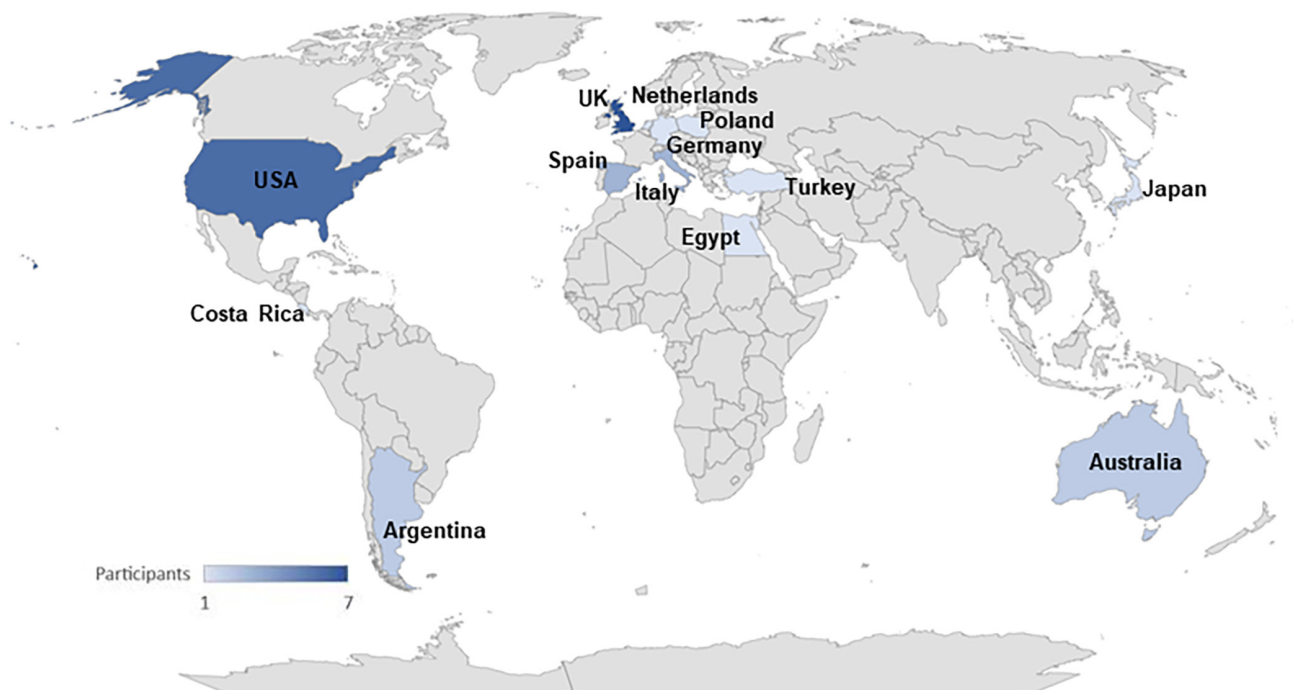 UK
Netherlands
Poland
Germany
Spain
Italy
Turkey
Japan
USA
Egypt
Costa Rica
Australia
Argentina
Participants
1
7